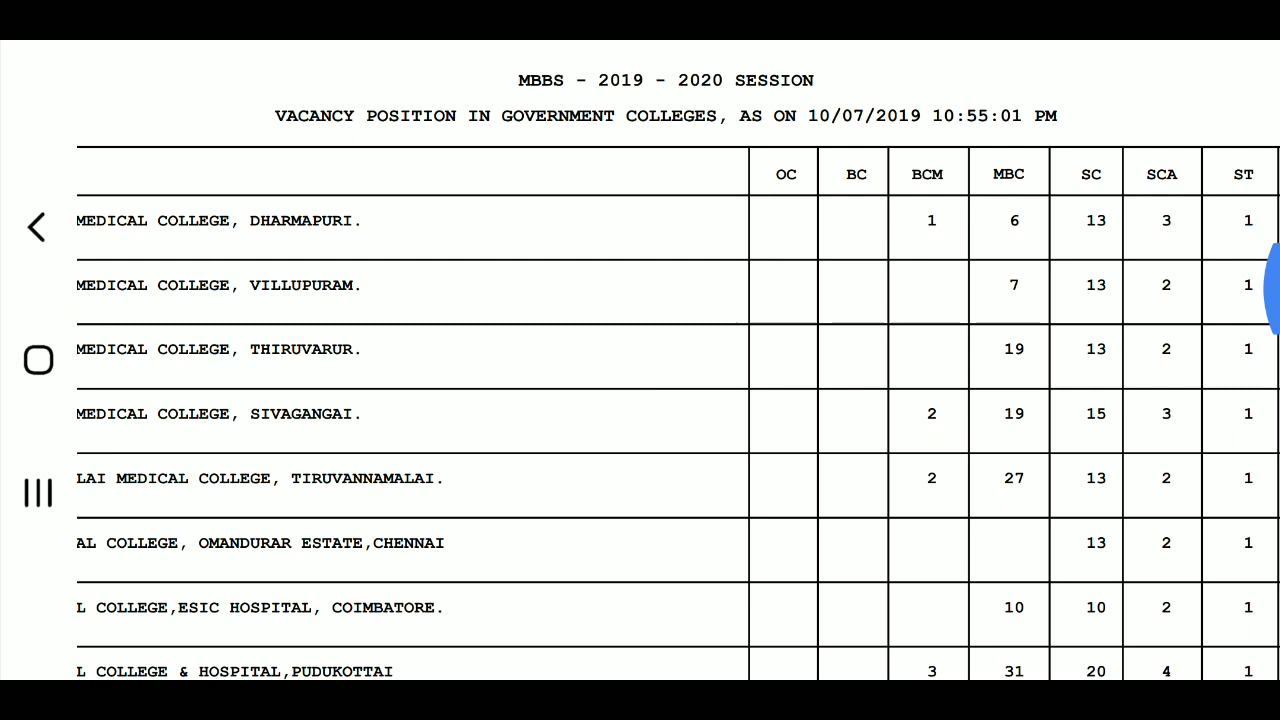 MBBS - 2019 - 2020 SESSION
VACANCY POSITION IN GOVERNMENT COLLEGES, AS ON 10/07/2019 10:55:01 PM
OC BC BCM MBC SC SCA ST
MEDICAL COLLEGE, DHARMAPURI. 1 6 13 3 1
MEDICAL COLLEGE, VILLUPURAM. 7 13 2 1
MEDICAL COLLEGE, THIRUVARUR. 19 13 2 1
MEDICAL COLLEGE, SIVAGANGAI. 2 19 15 3 1
LAI MEDICAL COLLEGE, TIRUVANNAMALAI. 2 27 13 2 1
AL COLLEGE, OMANDURAR ESTATE,CHENNAI 13 2 1
L COLLEGE,ESIC HOSPITAL, COIMBATORE. 10 10 2 1
L COLLEGE & HOSPITAL,PUDUKOTTAI 3 31 20 4 1